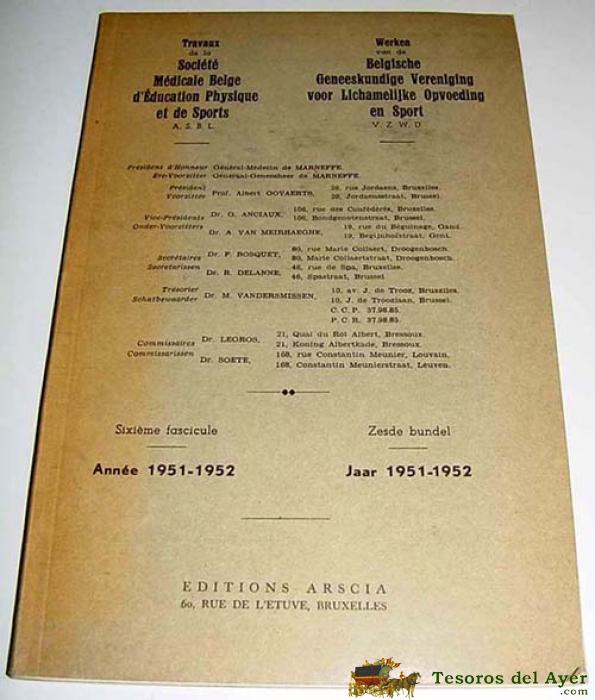 Travaux
de la
Société
Médicale Belge
d'Éducation Physique
et de Sports
A. S. B. L.
Werken
van de
Belgische
Geneeskundige Vereniging
voor Lichamelijke Opvoeding
en Sport
V. Z. W. D.
Président d'Honneur Général-Médecin de MARNEFFE.
Ere-Voorzitter Generaal-Geneesheer de MARNEFFE.
Président 28, rue Jordaens, Bruxelles.
Voorzitter Prof. Albert GOVAERTS, 28, Jordaensstraat, Brussel.
Vice-Présidents Dr. O. ANCIAUX, 106, rue des Confédérés, Bruxelles.
Onder-Voorzitters 106, Bondgenotenstraat, Brussel.
Dr. A. VAN MEIRHAEGHE, 19, rue du Béguinage, Gand.
19, Begijnhofstraat, Gent.
Secrétaires Dr. P. BOSQUET, 80, rue Marie Collaert, Droogenbosch.
Secretarissen 80, Marie Collaertstraat, Droogenbosch.
Dr. R. DELANNE, 46, rue de Spa, Bruxelles.
46, Spastraat, Brussel.
Trésorier 10, av. J. de Trooz, Bruxelles.
Schatbewaarder Dr. M. VANDERSMISSEN, 10, J. de Troozlaan, Brussel.
C. C. P. 37.98.85.
P. C. R. 37.98.85.
Commissaires Dr. LEGROS, 21, Quai du Roi Albert, Bressoux.
Commissarissen 21, Koning Albertkade, Bressoux.
Dr. SOETE, 168, rue Constantin Meunier, Louvain.
168, Constantin Meunierstraat, Leuven.
Sixième fascicule
Année 1951-1952
Zesde bundel
Jaar 1951-1952
EDITIONS ARSCIA
60, RUE DE L'ETUVE, BRUXELLES
Tesoros del Ayer
.com